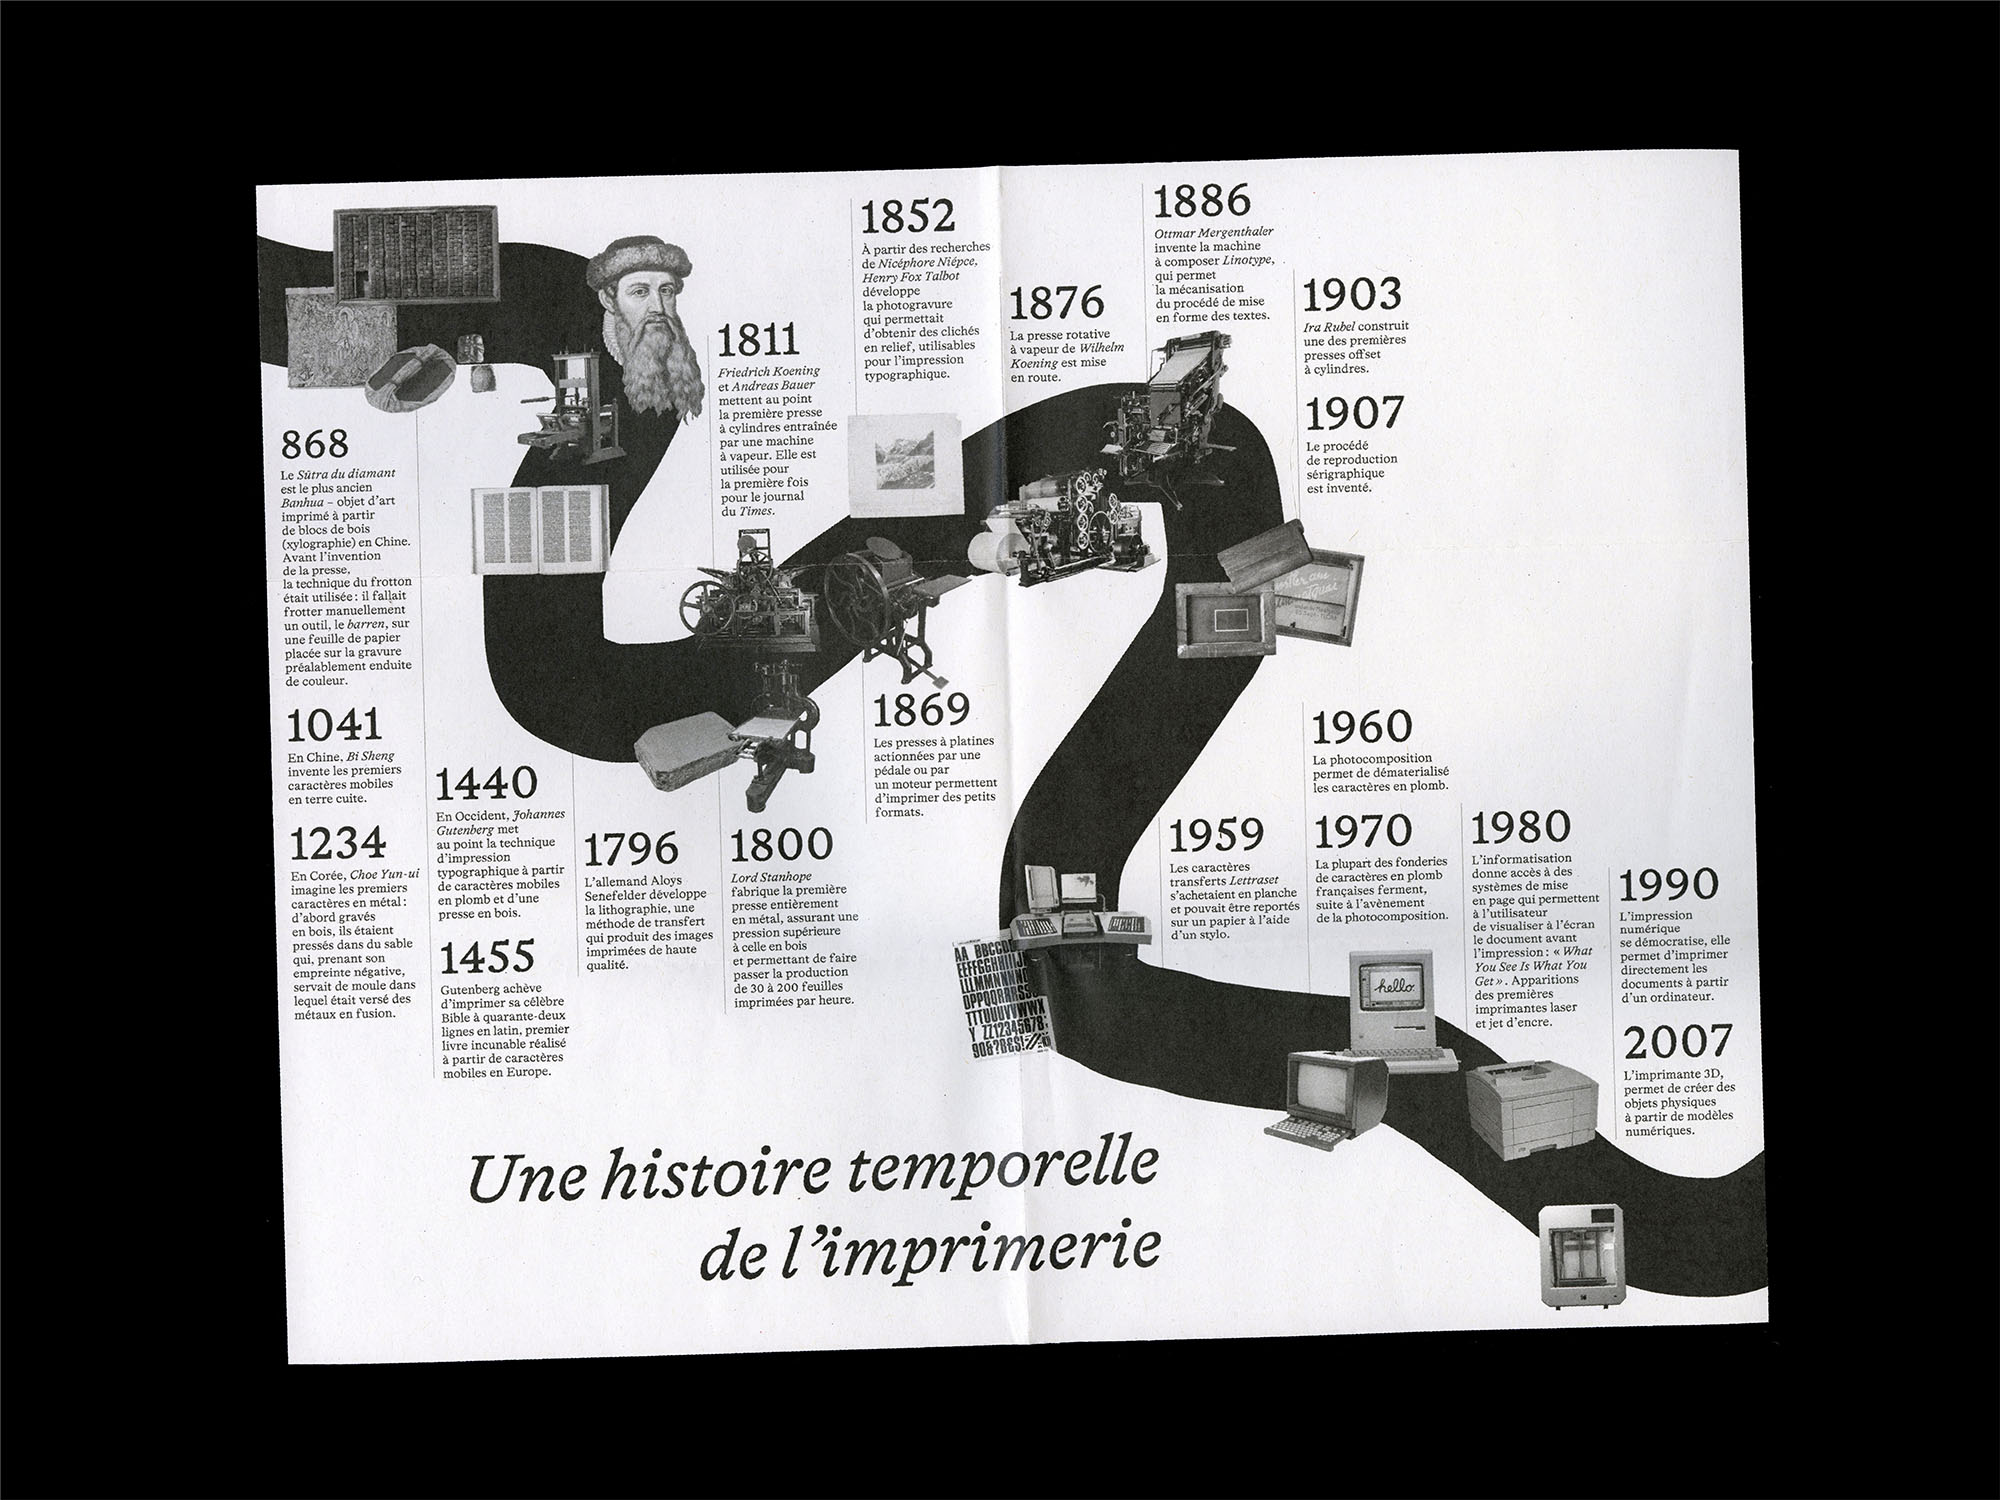 868
Le Sūtra du diamant
est le plus ancien
Banhua – objet d'art
imprimé à partir
de blocs de bois
(xylographie) en Chine.
Avant l'invention
de la presse,
la technique du frotton
était utilisée : il fallait
frotter manuellement
un outil, le barren, sur
une feuille de papier
placée sur la gravure
préalablement enduite
de couleur.
1041
En Chine, Bi Sheng
invente les premiers
caractères mobiles
en terre cuite.
1234
En Corée, Choe Yun-ui
imagine les premiers
caractères en métal :
d'abord gravés
en bois, ils étaient
pressés dans du sable
qui, prenant son
empreinte négative,
servait de moule dans
lequel était versé des
métaux en fusion.
1440
En Occident, Johannes
Gutenberg met
au point la technique
d'impression
typographique à partir
de caractères mobiles
en plomb et d'une
presse en bois.
1455
Gutenberg achève
d'imprimer sa célèbre
Bible à quarante-deux
lignes en latin, premier
livre incunable réalisé
à partir de caractères
mobiles en Europe.
1796
L'allemand Aloys
Senefelder développe
la lithographie, une
méthode de transfert
qui produit des images
imprimées de haute
qualité.
1800
Lord Stanhope
fabrique la première
presse entièrement
en métal, assurant une
pression supérieure
à celle en bois
et permettant de faire
passer la production
de 30 à 200 feuilles
imprimées par heure.
1811
Friedrich Koening
et Andreas Bauer
mettent au point
la première presse
à cylindres entraînée
par une machine
à vapeur. Elle est
utilisée pour
la première fois
pour le journal
du Times.
1852
À partir des recherches
de Nicéphore Niépce,
Henry Fox Talbot
développe
la photogravure
qui permettait
d'obtenir des clichés
en relief, utilisables
pour l'impression
typographique.
1869
Les presses à platines
actionnées par une
pédale ou par
un moteur permettent
d'imprimer des petits
formats.
1876
La presse rotative
à vapeur de Wilhelm
Koening est mise
en route.
1886
Ottmar Mergenthaler
invente la machine
à composer Linotype,
qui permet
la mécanisation
du procédé de mise
en forme des textes.
1903
Ira Rubel construit
une des premières
presses offset
à cylindres.
1907
Le procédé
de reproduction
sérigraphique
est inventé.
1959
Les caractères
transferts Lettraset
s'achetaient en planche
et pouvait être reportés
sur un papier à l'aide
d'un stylo.
1960
La photocomposition
permet de dématerialisé
les caractères en plomb.
1970
La plupart des fonderies
de caractères en plomb
françaises ferment,
suite à l'avènement
de la photocomposition.
1980
L'informatisation
donne accès à des
systèmes de mise
en page qui permettent
à l'utilisateur
de visualiser à l'écran
le document avant
l'impression : « What
You See Is What You
Get ». Apparitions
des premières
imprimantes laser
et jet d'encre.
1990
L'impression
numérique
se démocratise, elle
permet d'imprimer
directement les
documents à partir
d'un ordinateur.
2007
L'imprimante 3D,
permet de créer des
objets physiques
à partir de modèles
numériques.
hello.
Une histoire temporelle
de l'imprimerie